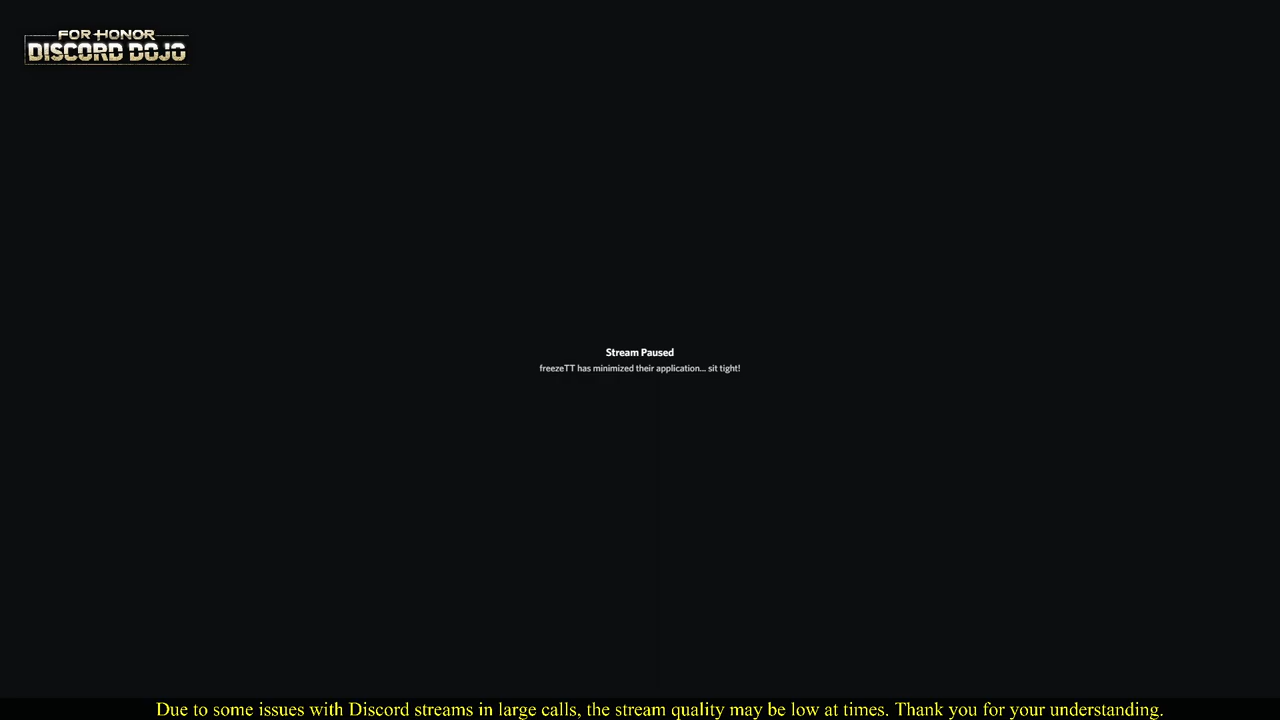 FOR HONOR
DISCORD DOJO
Stream Paused
freezeTT has minimized their application... sit tight!
Due to some issues with Discord streams in large calls, the stream quality may be low at times. Thank you for your understanding.